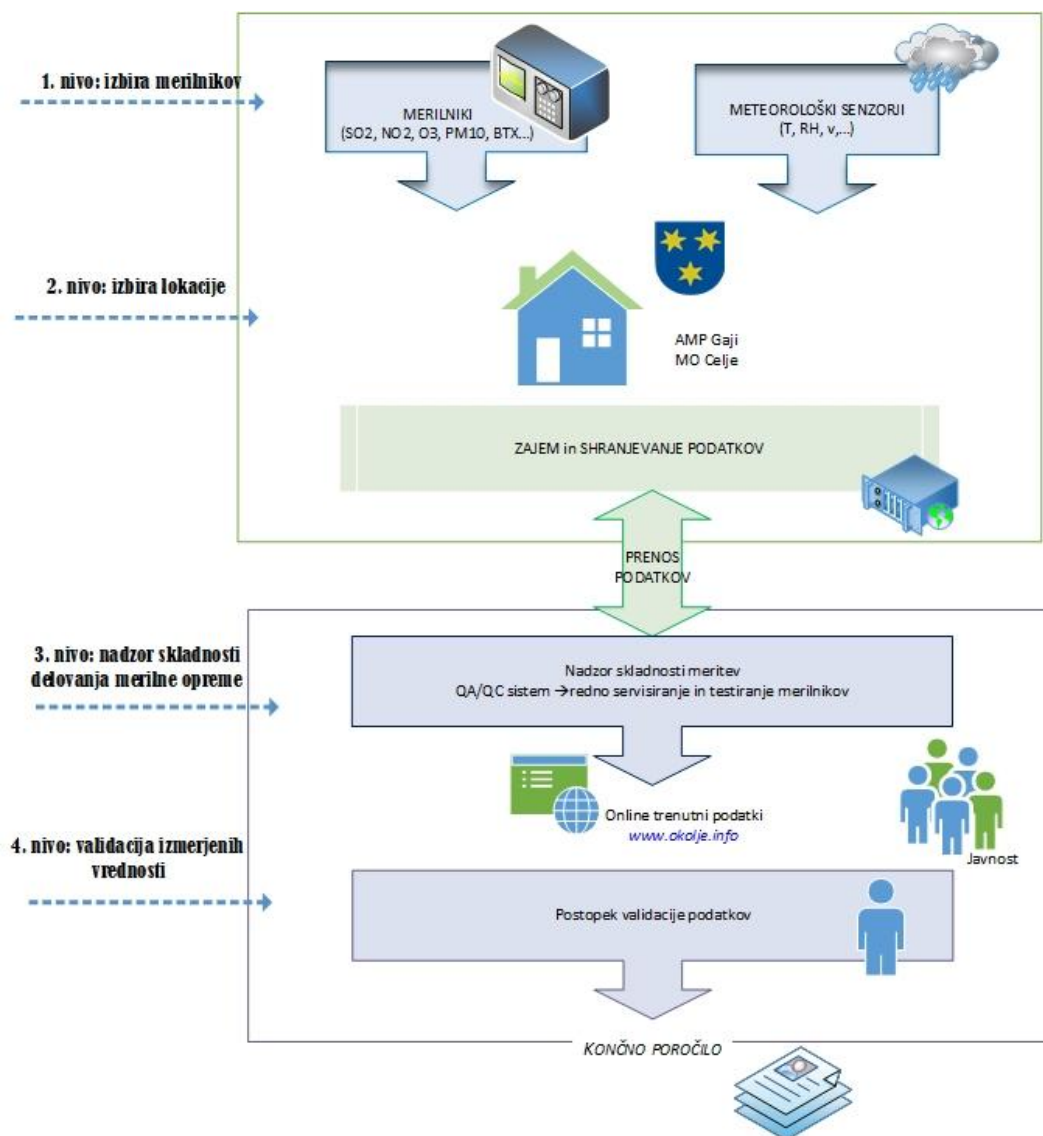 1. nivo: izbira merilnikov
MERILNIKI
(SO2, NO2, O3, PM10, BTX...)
METEOROLOŠKI SENZORJI
(T, RH, v,...)
2. nivo: izbira lokacije
AMP Gaji
MO Celje
ZAJEM in SHRANJEVANJE PODATKOV
PRENOS
PODATKOV
3. nivo: nadzor skladnosti
delovanja merilne opreme
Nadzor skladnosti meritev
QA/QC sistem →redno servisiranje in testiranje merilnikov
Online trenutni podatki
www.okolje.info
Javnost
4. nivo: validacija izmerjenih
vrednosti
Postopek validacije podatkov
KONČNO POROČILO